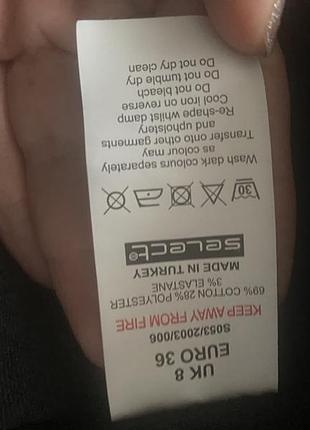 UK 8
EURO 36
S053/2003/006
KEEP AWAY FROM FIRE
69% COTTON 28% POLYESTER
3% ELASTANE
MADE IN TURKEY
SELECT
30
Wash dark colours separately
as colour may
Transfer onto other garments
and upholstery
Re-shape whilst damp
Cool iron on reverse
Do not bleach
Do not tumble dry
Do not dry clean